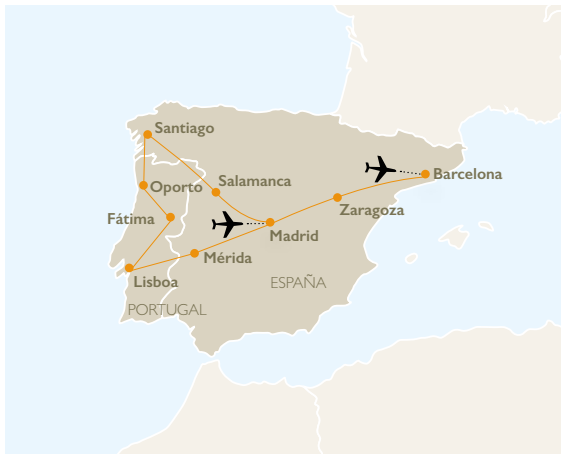 Santiago
Salamanca
Oporto
Barcelona
Zaragoza
Fátima
Madrid
Mérida
Lisboa
ESPAÑA
PORTUGAL